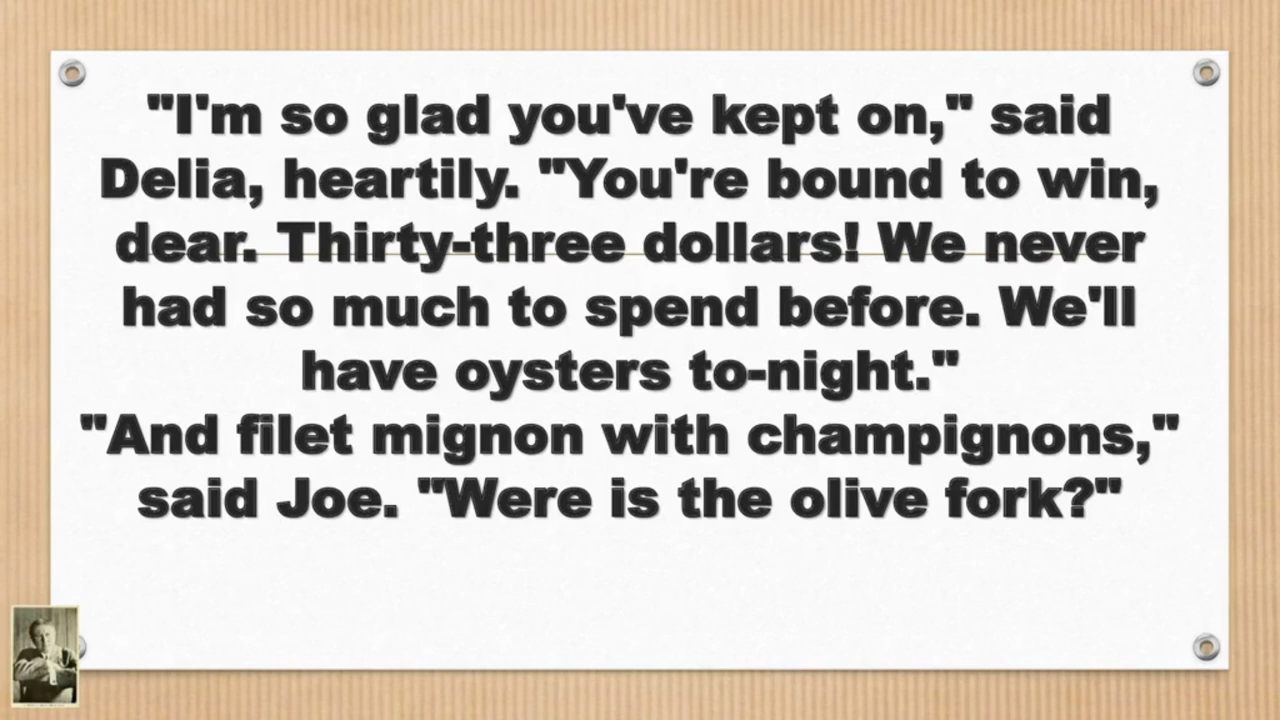 "I'm so glad you've kept on," said
Delia, heartily. "You're bound to win,
dear. Thirty-three dollars! We never
had so much to spend before. We'll
have oysters to-night."
"And filet mignon with champignons,"
said Joe. "Were is the olive fork?"